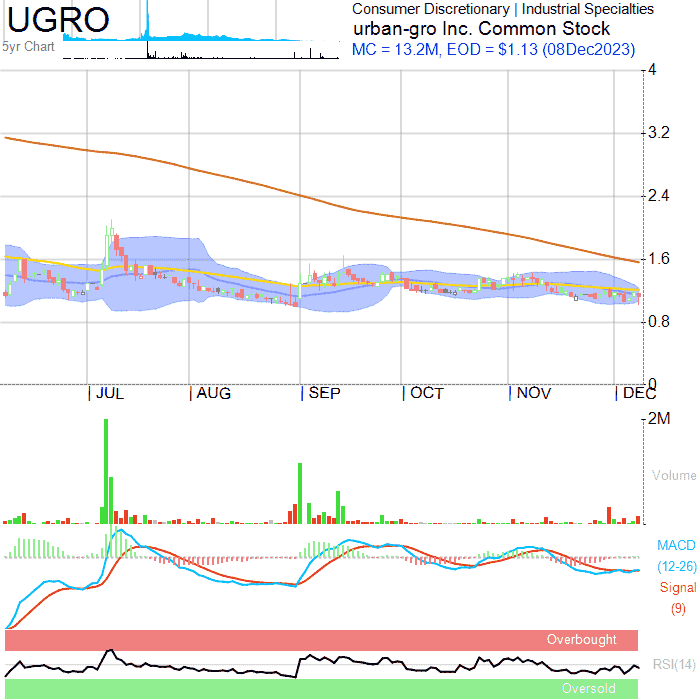 UGRO
5yr Chart
Consumer Discretionary | Industrial Specialties
urban-gro Inc. Common Stock
MC = 13.2M, EOD = $1.13 (08Dec2023)
4
3.2
2.4
1.6
0.8
0
JUL
AUG
SEP
OCT
NOV
DEC
2M
Volume
MACD
(12-26)
Signal
(9)
Overbought
RSI(14)
Oversold